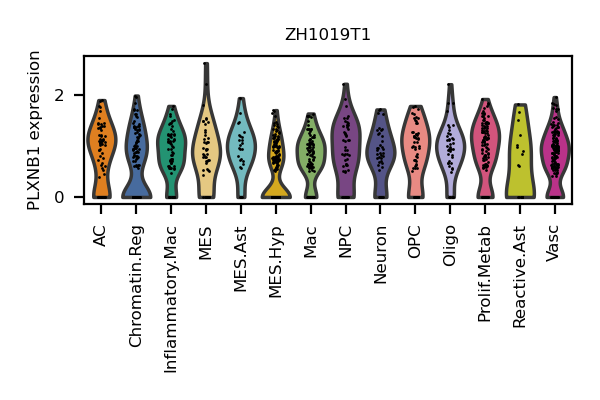 ZH1019T1
PLXNB1 expression
2
0
AC
Chromatin.Reg
Inflammatory.Mac
MES
MES.Ast
MES.Hyp
Mac
NPC
Neuron
OPC
Oligo
Prolif.Metab
Reactive.Ast
Vasc